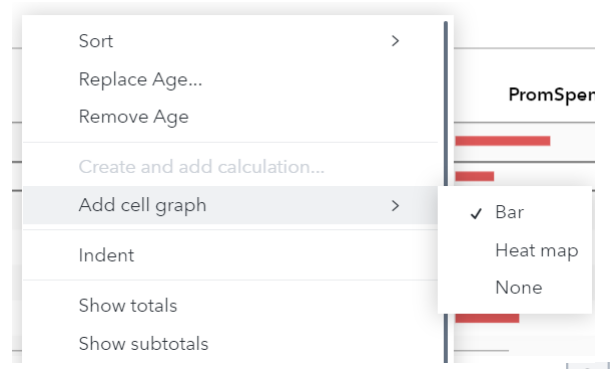 Sort
Replace Age...
PromSpen
Remove Age
Create and add calculation...
Add cell graph
Bar
Heat map
Indent
None
Show totals
Show subtotals